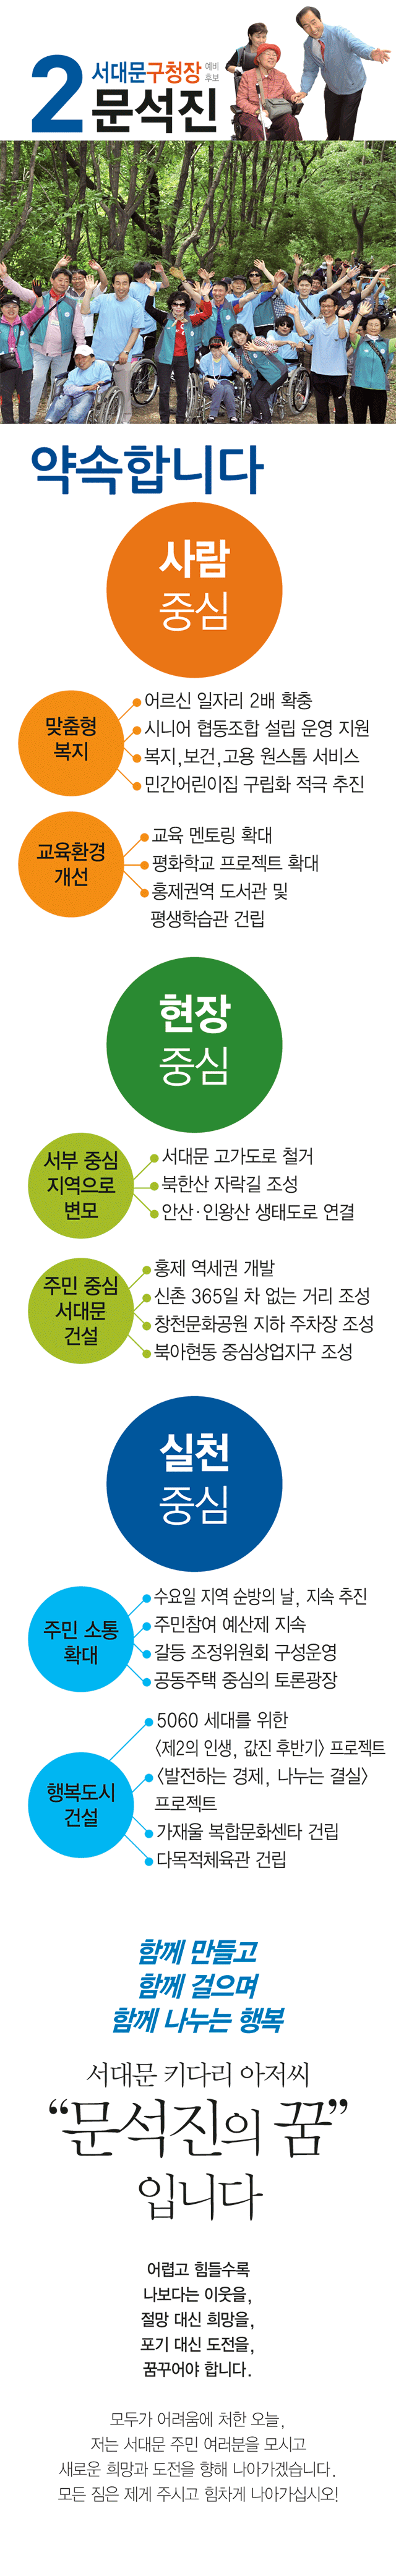 2
서대문구청장 예비후보
문석진
약속합니다
사람
중심
맞춤형
복지
어르신 일자리 2배 확충
시니어 협동조합 설립 운영 지원
복지,보건,고용 원스톱 서비스
민간어린이집 구립화 적극 추진
교육환경
개선
교육 멘토링 확대
평화학교 프로젝트 확대
홍제권역 도서관 및
평생학습관 건립
현장
중심
서부 중심
지역으로
변모
서대문 고가도로 철거
북한산 자락길 조성
안산·인왕산 생태도로 연결
주민 중심
서대문
건설
홍제 역세권 개발
신촌 365일 차 없는 거리 조성
창천문화공원 지하 주차장 조성
북아현동 중심상업지구 조성
실천
중심
주민 소통
확대
수요일 지역 순방의 날, 지속 추진
주민참여 예산제 지속
갈등 조정위원회 구성운영
공동주택 중심의 토론광장
행복도시
건설
5060 세대를 위한
〈제2의 인생, 값진 후반기〉 프로젝트
〈발전하는 경제, 나누는 결실〉
프로젝트
가재울 복합문화센타 건립
다목적체육관 건립
함께 만들고
함께 걸으며
함께 나누는 행복
서대문 키다리 아저씨
“문석진의 꿈”
입니다
어렵고 힘들수록
나보다는 이웃을,
절망 대신 희망을,
포기 대신 도전을,
꿈꾸어야 합니다.
모두가 어려움에 처한 오늘,
저는 서대문 주민 여러분을 모시고
새로운 희망과 도전을 향해 나아가겠습니다.
모든 짐은 제게 주시고 힘차게 나아가십시오!